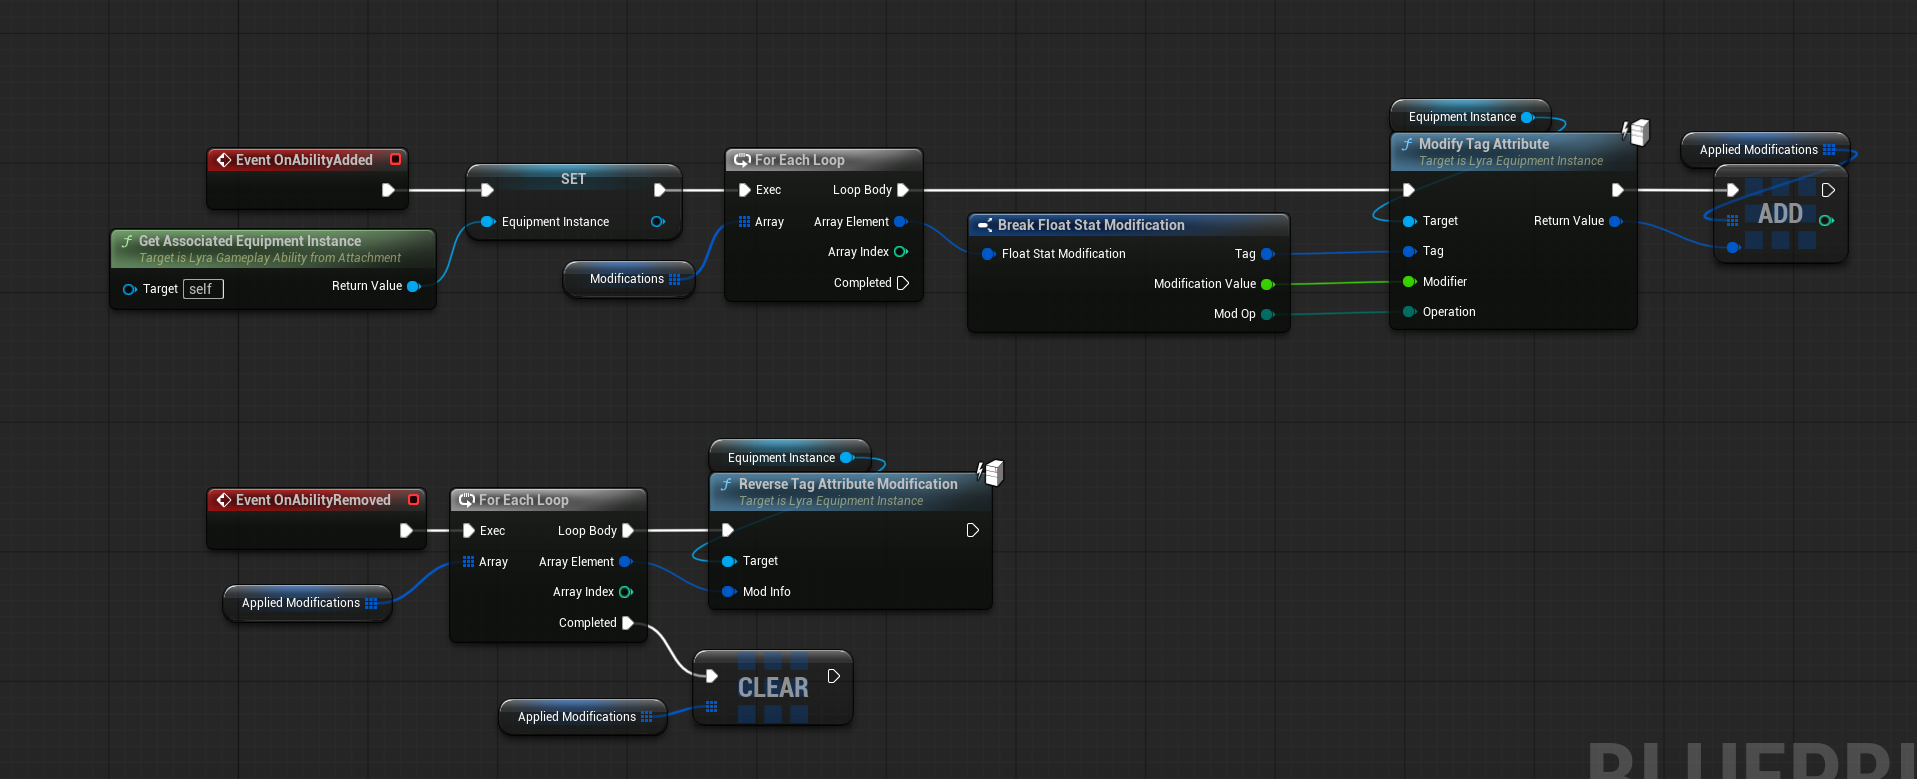 Equipment Instance
Modify Tag Attribute
Target is Lyra Equipment Instance
Applied Modifications
Event OnAbilityAdded
SET
For Each Loop
Exec
Loop Body
ADD
Equipment Instance
Array
Array Element
Break Float Stat Modification
Target
Return Value
Get Associated Equipment Instance
Target is Lyra Gameplay Ability from Attachment
Array Index
Float Stat Modification
Tag
Tag
Target
self
Return Value
Modifications
Completed
Modification Value
Modifier
Mod Op
Operation
Equipment Instance
Event OnAbilityRemoved
For Each Loop
Reverse Tag Attribute Modification
Target is Lyra Equipment Instance
Exec
Loop Body
Array
Array Element
Target
Applied Modifications
Array Index
Mod Info
Completed
CLEAR
Applied Modifications